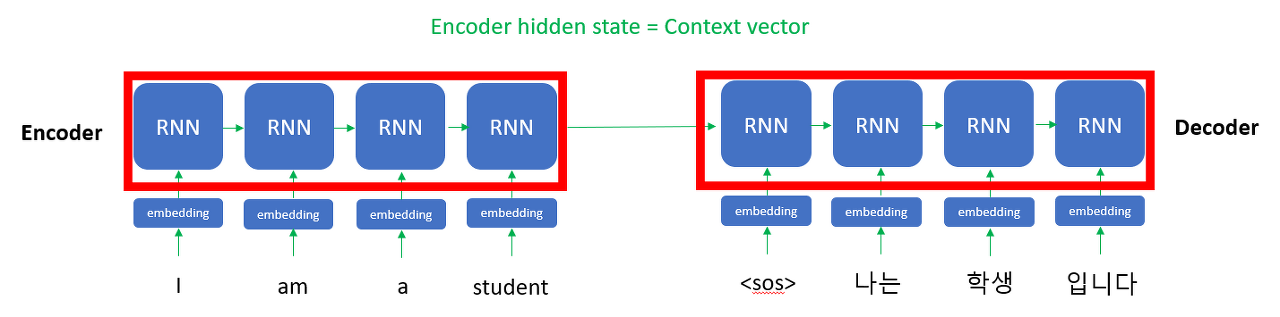 Encoder hidden state = Context vector
Encoder RNN RNN RNN RNN RNN RNN RNN RNN Decoder
embedding embedding embedding embedding embedding embedding embedding embedding
I am a student <sos> 나는 학생 입니다